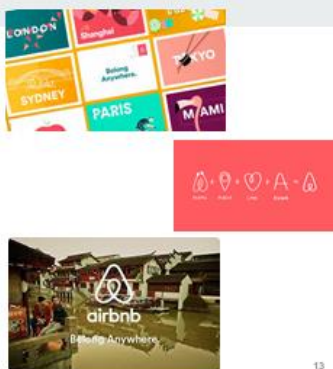 LONDON
Shanghai
Belong
Anywhere.
TOKYO
SYDNEY
PARIS
MIAMI
airbnb
Belong Anywhere
13